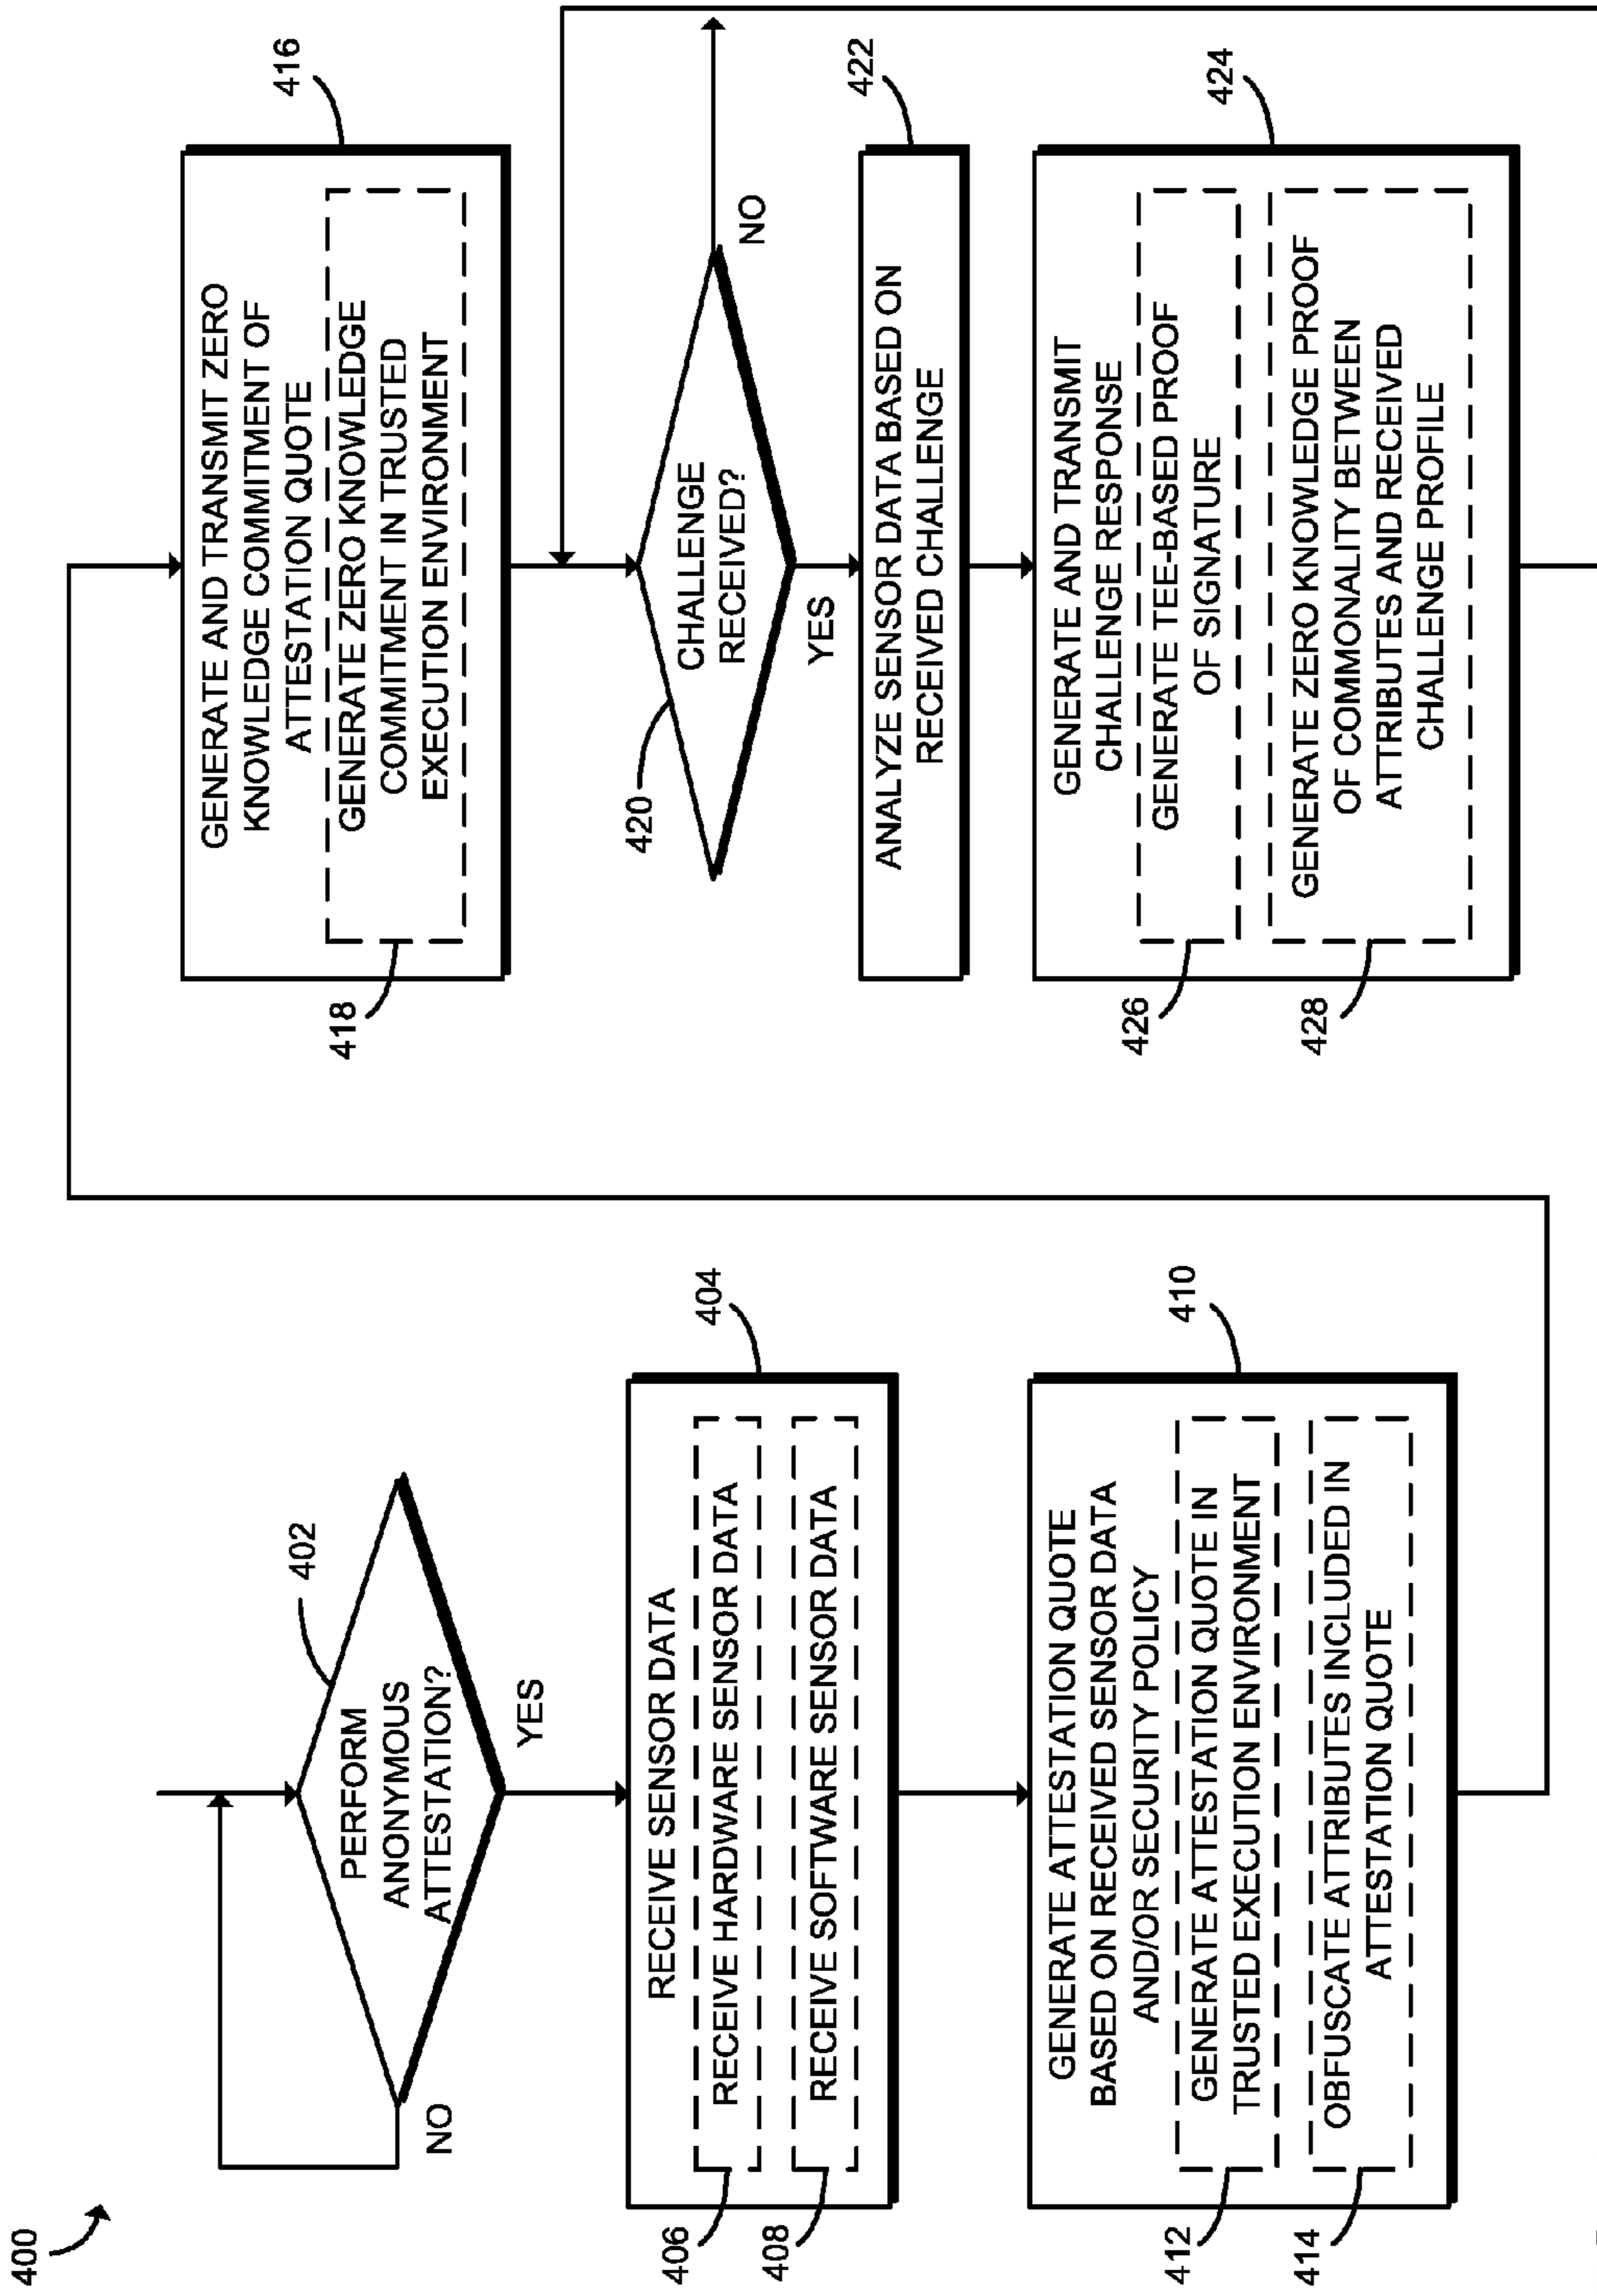 400
402
PERFORM
ANONYMOUS
ATTESTATION?
NO
YES
404
RECEIVE SENSOR DATA
406
RECEIVE HARDWARE SENSOR DATA
408
RECEIVE SOFTWARE SENSOR DATA
410
GENERATE ATTESTATION QUOTE
BASED ON RECEIVED SENSOR DATA
AND/OR SECURITY POLICY
412
GENERATE ATTESTATION QUOTE IN
TRUSTED EXECUTION ENVIRONMENT
414
OBFUSCATE ATTRIBUTES INCLUDED IN
ATTESTATION QUOTE
416
GENERATE AND TRANSMIT ZERO
KNOWLEDGE COMMITMENT OF
ATTESTATION QUOTE
418
GENERATE ZERO KNOWLEDGE
COMMITMENT IN TRUSTED
EXECUTION ENVIRONMENT
420
CHALLENGE
RECEIVED?
NO
YES
422
ANALYZE SENSOR DATA BASED ON
RECEIVED CHALLENGE
424
GENERATE AND TRANSMIT
CHALLENGE RESPONSE
426
GENERATE TEE-BASED PROOF
OF SIGNATURE
428
GENERATE ZERO KNOWLEDGE PROOF
OF COMMONALITY BETWEEN
ATTRIBUTES AND RECEIVED
CHALLENGE PROFILE